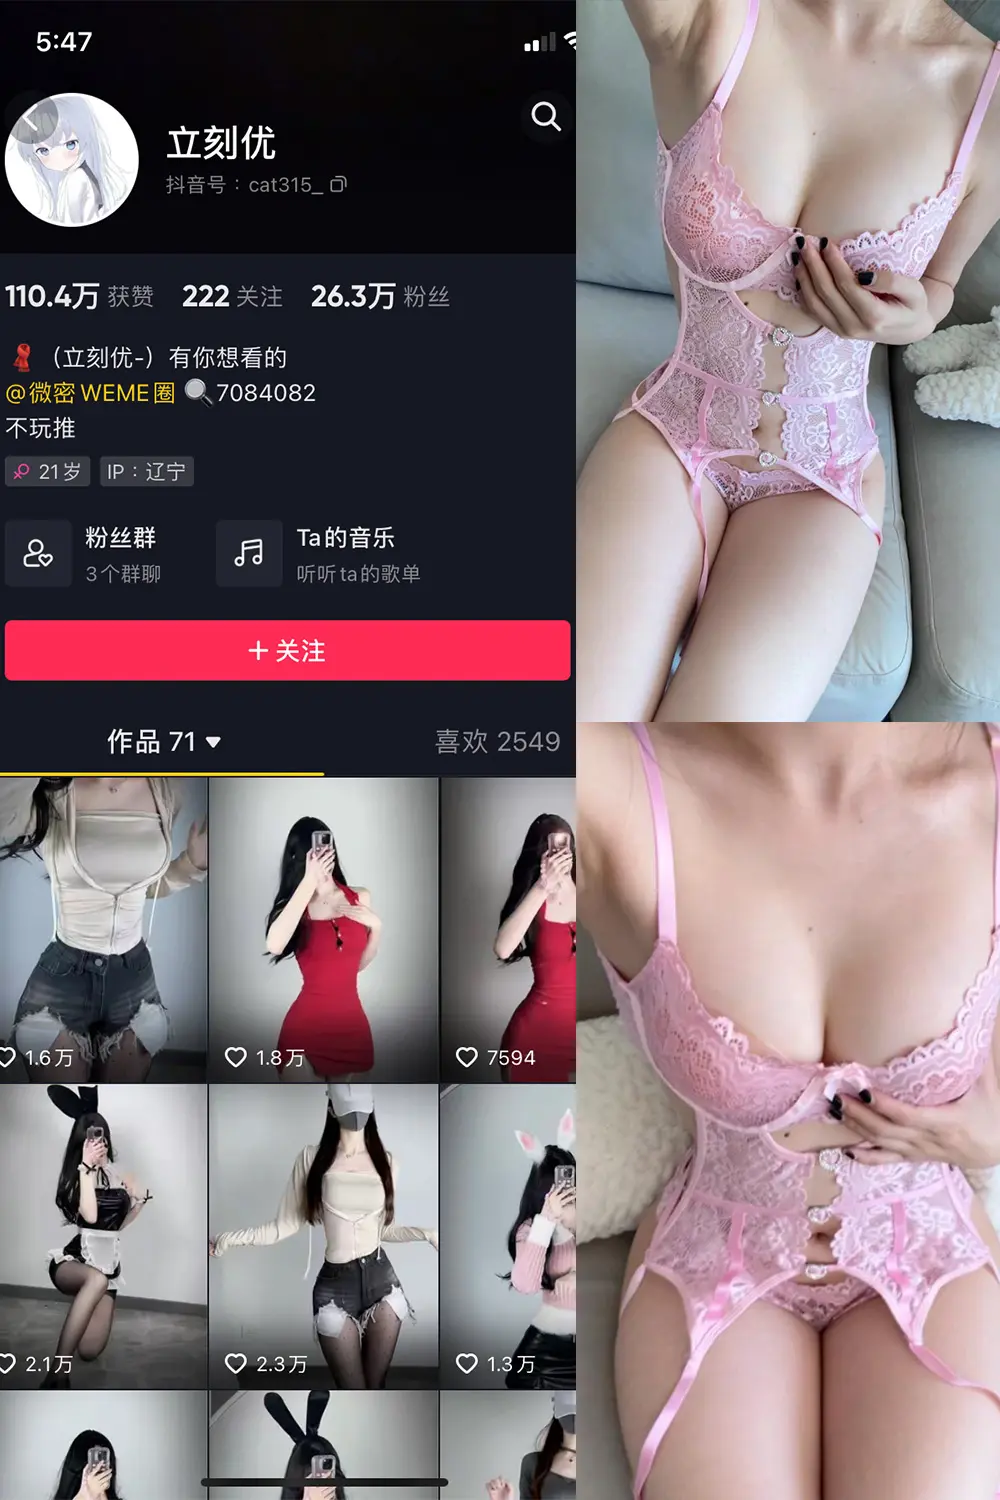 5:47
立刻优
抖音号：cat315_
110.4万 获赞 222 关注 26.3万 粉丝
（立刻优-）有你想看的
@微密WEME圈 7084082
不玩推
21岁 IP：辽宁
粉丝群
3个群聊
Ta的音乐
听听ta的歌单
+ 关注
作品 71 喜欢 2549
1.6万 1.8万 7594
2.1万 2.3万 1.3万